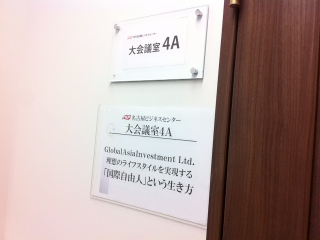 大会議室 4A
名古屋ビジネスセンター
大会議室4A
GlobalAsiaInvestment Ltd.
理想のライフスタイルを実現する
「国際自由人」という生き方